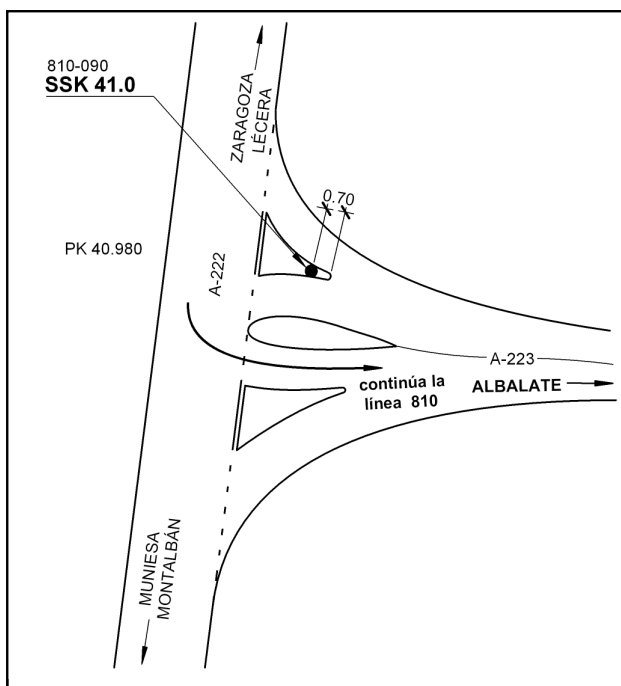 810-090
SSK 41.0
ZARAGOZA
LÉCERA
0.70
PK 40.980
A-222
A-223
continúa la
línea 810
ALBALATE
MUNIESA
MONTALBÁN